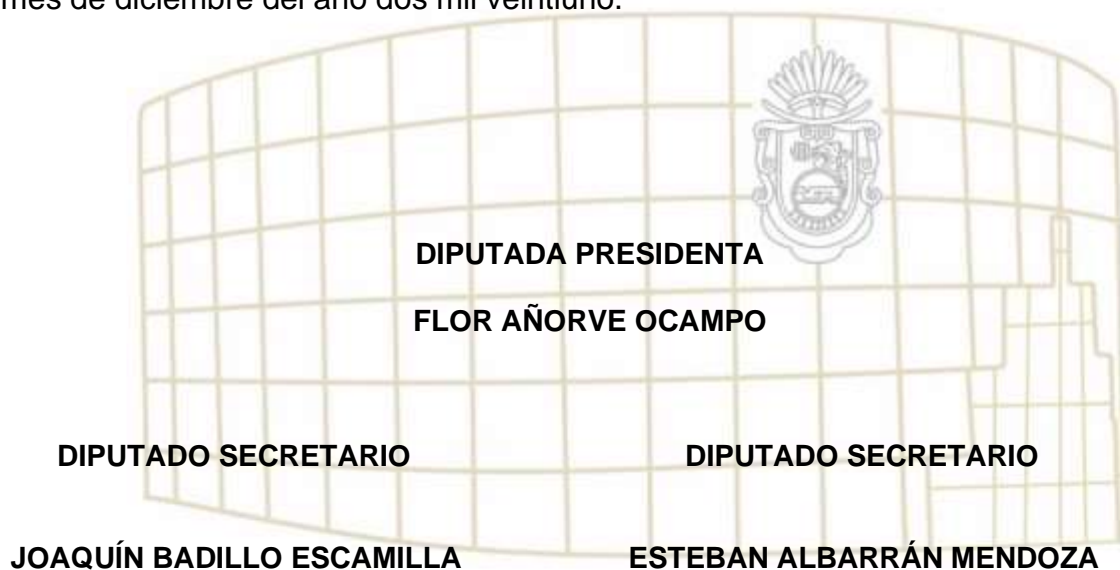 mes de diciembre del año dos mil veintiuno.
DIPUTADA PRESIDENTA
FLOR AÑORVE OCAMPO
DIPUTADO SECRETARIO DIPUTADO SECRETARIO
JOAQUÍN BADILLO ESCAMILLA ESTEBAN ALBARRÁN MENDOZA